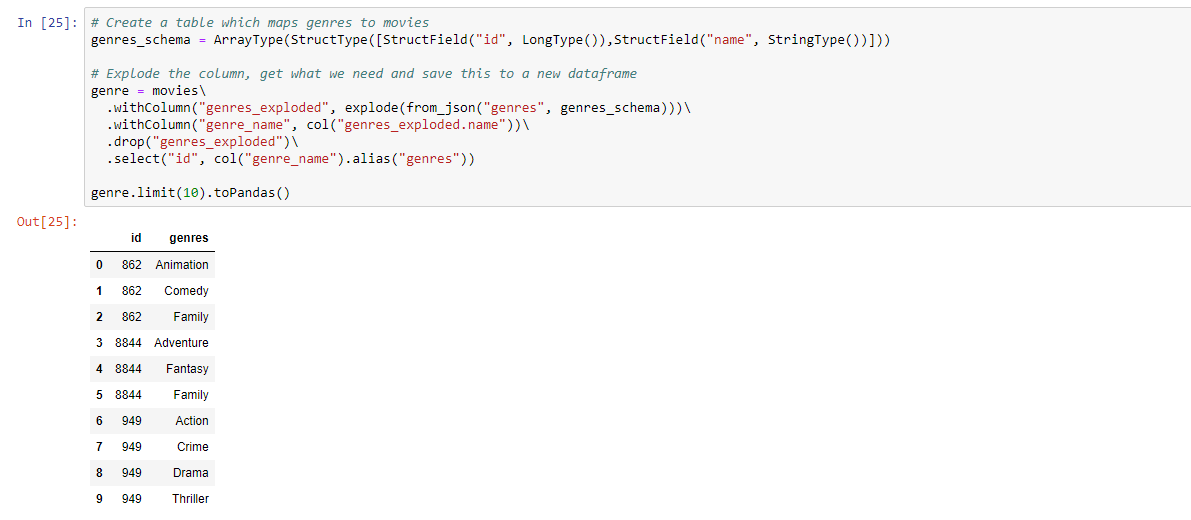 In [25]: # Create a table which maps genres to movies
genres_schema = ArrayType(StructType([StructField("id", LongType()),StructField("name", StringType())]))
# Explode the column, get what we need and save this to a new dataframe
genre = movies\
.withColumn("genres_exploded", explode(from_json("genres", genres_schema)))\
.withColumn("genre_name", col("genres_exploded.name"))\
.drop("genres_exploded")\
.select("id", col("genre_name").alias("genres"))
genre.limit(10).toPandas()
Out[25]:
id genres
0 862 Animation
1 862 Comedy
2 862 Family
3 8844 Adventure
4 8844 Fantasy
5 8844 Family
6 949 Action
7 949 Crime
8 949 Drama
9 949 Thriller